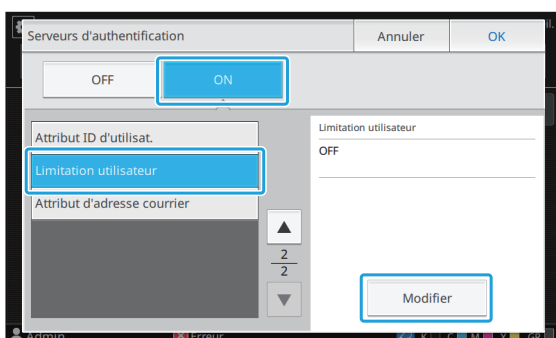 Serveurs d'authentification
Annuler
OK
OFF
ON
Attribut ID d'utilisat.
Limitation utilisateur
Attribut d'adresse courrier
2
2
Limitation utilisateur
OFF
Modifier
Admin
Erreur
K C M Y GR